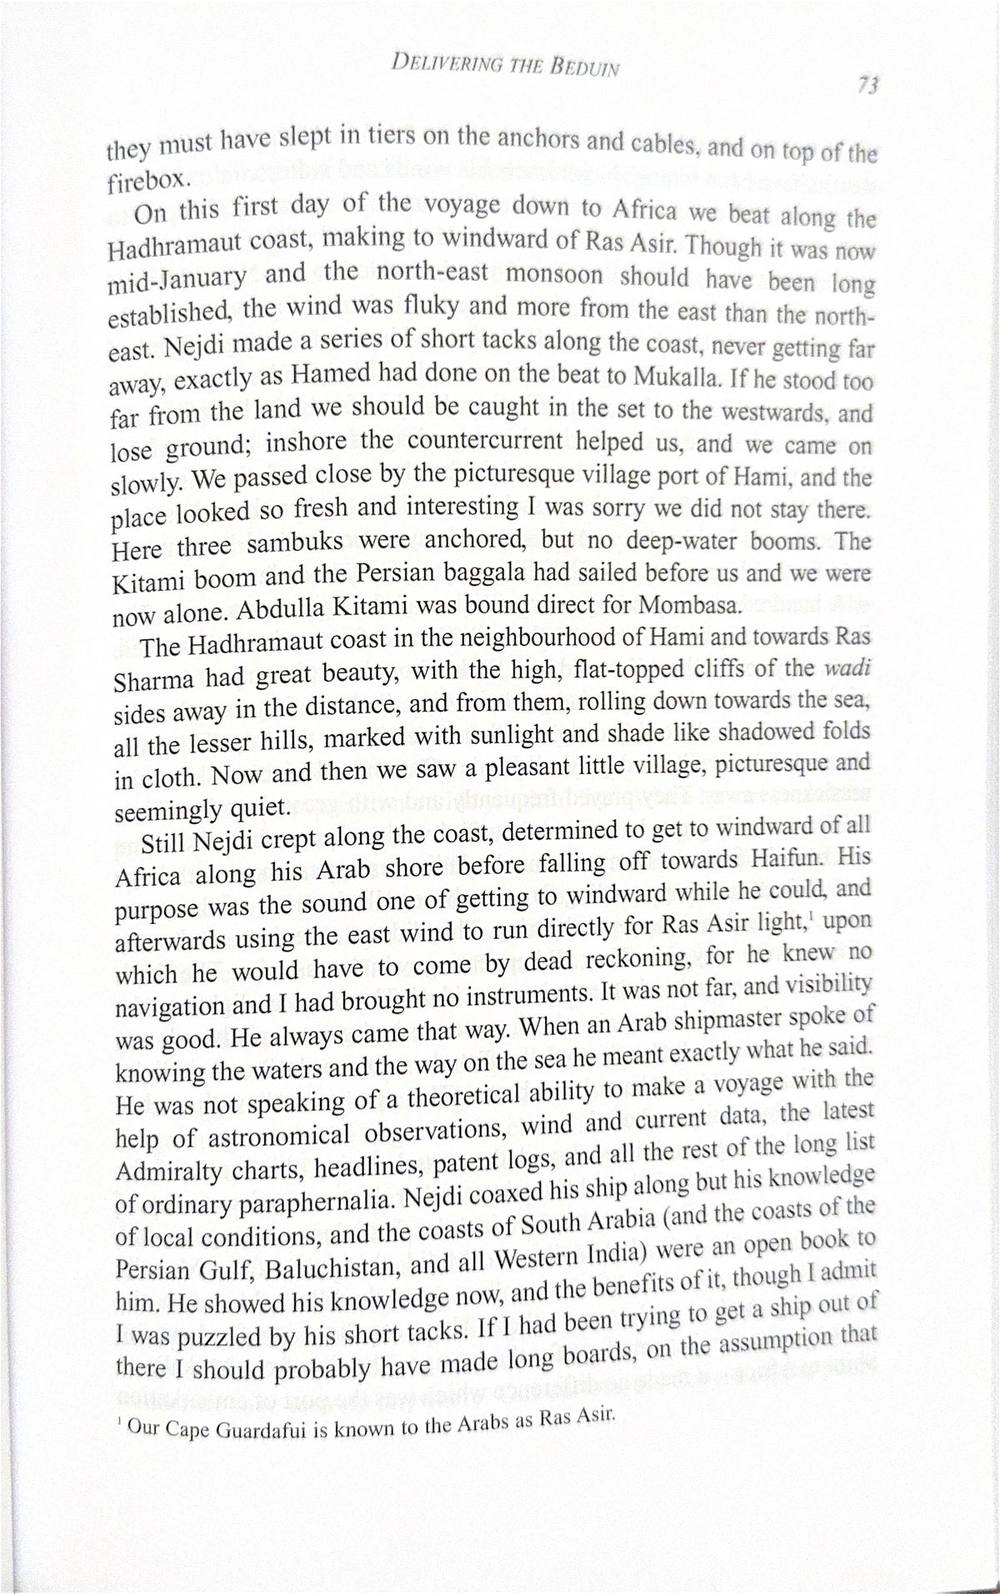 DELIVERING THE BEDUIN
73
they must have slept in tiers on the anchors and cables, and on top of the
firebox.
On this first day of the voyage down to Africa we beat along the
Hadhramaut coast, making to windward of Ras Asir. Though it was now
mid-January and the north-east monsoon should have been long
established, the wind was fluky and more from the east than the north-
east. Nejdi made a series of short tacks along the coast, never getting far
away, exactly as Hamed had done on the beat to Mukalla. If he stood too
far from the land we should be caught in the set to the westwards, and
lose ground; inshore the countercurrent helped us, and we came on
slowly. We passed close by the picturesque village port of Hami, and the
place looked so fresh and interesting I was sorry we did not stay there.
Here three sambuks were anchored, but no deep-water booms. The
Kitami boom and the Persian baggala had sailed before us and we were
now alone. Abdulla Kitami was bound direct for Mombasa.
The Hadhramaut coast in the neighbourhood of Hami and towards Ras
Sharma had great beauty, with the high, flat-topped cliffs of the wadi
sides away in the distance, and from them, rolling down towards the sea,
all the lesser hills, marked with sunlight and shade like shadowed folds
in cloth. Now and then we saw a pleasant little village, picturesque and
seemingly quiet.
Still Nejdi crept along the coast, determined to get to windward of all
Africa along his Arab shore before falling off towards Haifun. His
purpose was the sound one of getting to windward while he could, and
afterwards using the east wind to run directly for Ras Asir light,¹ upon
which he would have to come by dead reckoning, for he knew no
navigation and I had brought no instruments. It was not far, and visibility
was good. He always came that way. When an Arab shipmaster spoke of
knowing the waters and the way on the sea he meant exactly what he said.
He was not speaking of a theoretical ability to make a voyage with the
help of astronomical observations, wind and current data, the latest
Admiralty charts, headlines, patent logs, and all the rest of the long list
of ordinary paraphernalia. Nejdi coaxed his ship along but his knowledge
of local conditions, and the coasts of South Arabia (and the coasts of the
Persian Gulf, Baluchistan, and all Western India) were an open book to
him. He showed his knowledge now, and the benefits of it, though I admit
I was puzzled by his short tacks. If I had been trying to get a ship out of
there I should probably have made long boards, on the assumption that
¹ Our Cape Guardafui is known to the Arabs as Ras Asir.